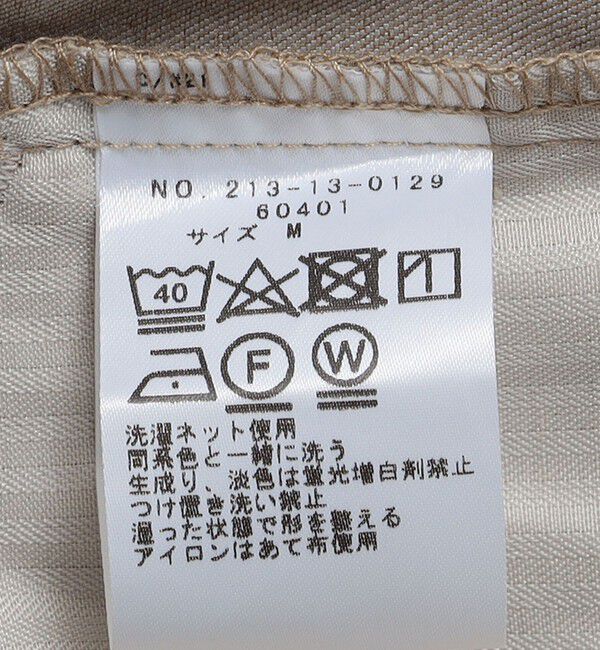 NO. 213-13-0129
60401
サイズ M
40
F W
洗濯ネット使用
同系色と一緒に洗う
生成り、淡色は蛍光増白剤禁止
つけ置き洗い禁止
湿った状態で形を整える
アイロンはあて布使用